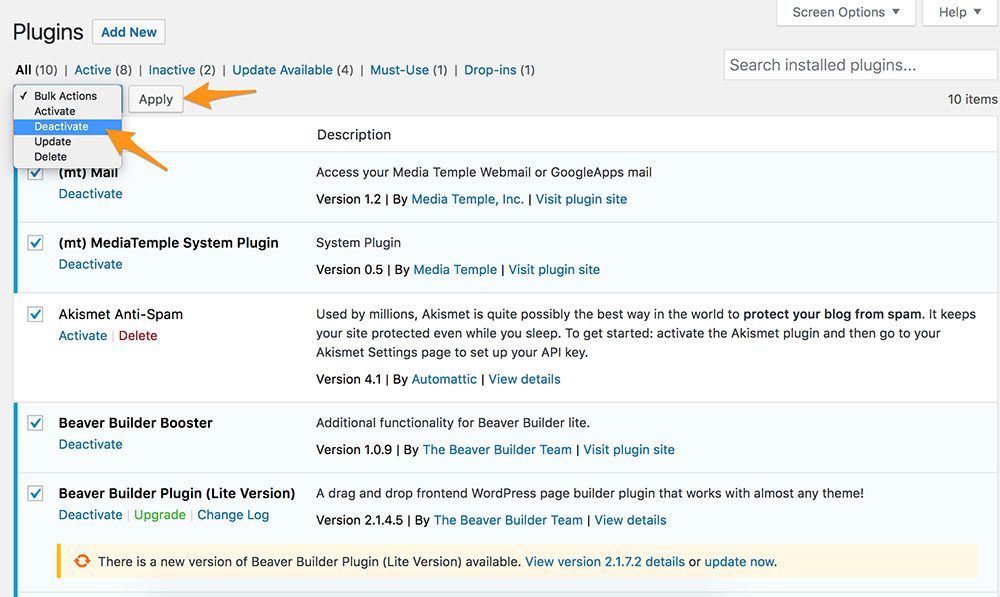 Screen Options ▼ Help ▼
Plugins Add New
All (10) | Active (8) | Inactive (2) | Update Available (4) | Must-Use (1) | Drop-ins (1)
Search installed plugins...
✓ Bulk Actions
Activate
Deactivate
Update
Delete
Apply
10 items
Description
(mt) Mail
Deactivate
Access your Media Temple Webmail or GoogleApps mail
Version 1.2 | By Media Temple, Inc. | Visit plugin site
(mt) MediaTemple System Plugin
Deactivate
System Plugin
Version 0.5 | By Media Temple | Visit plugin site
Akismet Anti-Spam
Activate | Delete
Used by millions, Akismet is quite possibly the best way in the world to protect your blog from spam. It keeps
your site protected even while you sleep. To get started: activate the Akismet plugin and then go to your
Akismet Settings page to set up your API key.
Version 4.1 | By Automattic | View details
Beaver Builder Booster
Deactivate
Additional functionality for Beaver Builder lite.
Version 1.0.9 | By The Beaver Builder Team | Visit plugin site
Beaver Builder Plugin (Lite Version)
Deactivate | Upgrade | Change Log
A drag and drop frontend WordPress page builder plugin that works with almost any theme!
Version 2.1.4.5 | By The Beaver Builder Team | View details
There is a new version of Beaver Builder Plugin (Lite Version) available. View version 2.1.7.2 details or update now.